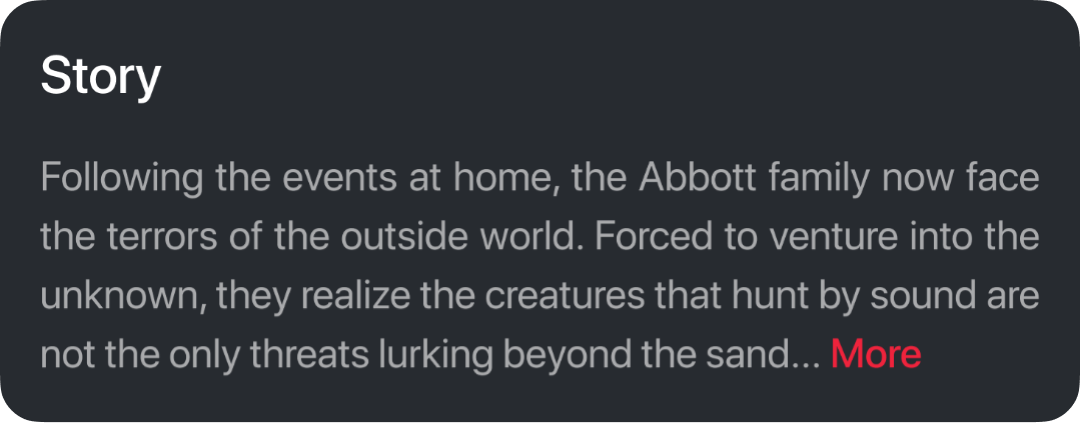 Story
Following the events at home, the Abbott family now face
the terrors of the outside world. Forced to venture into the
unknown, they realize the creatures that hunt by sound are
not the only threats lurking beyond the sand... More